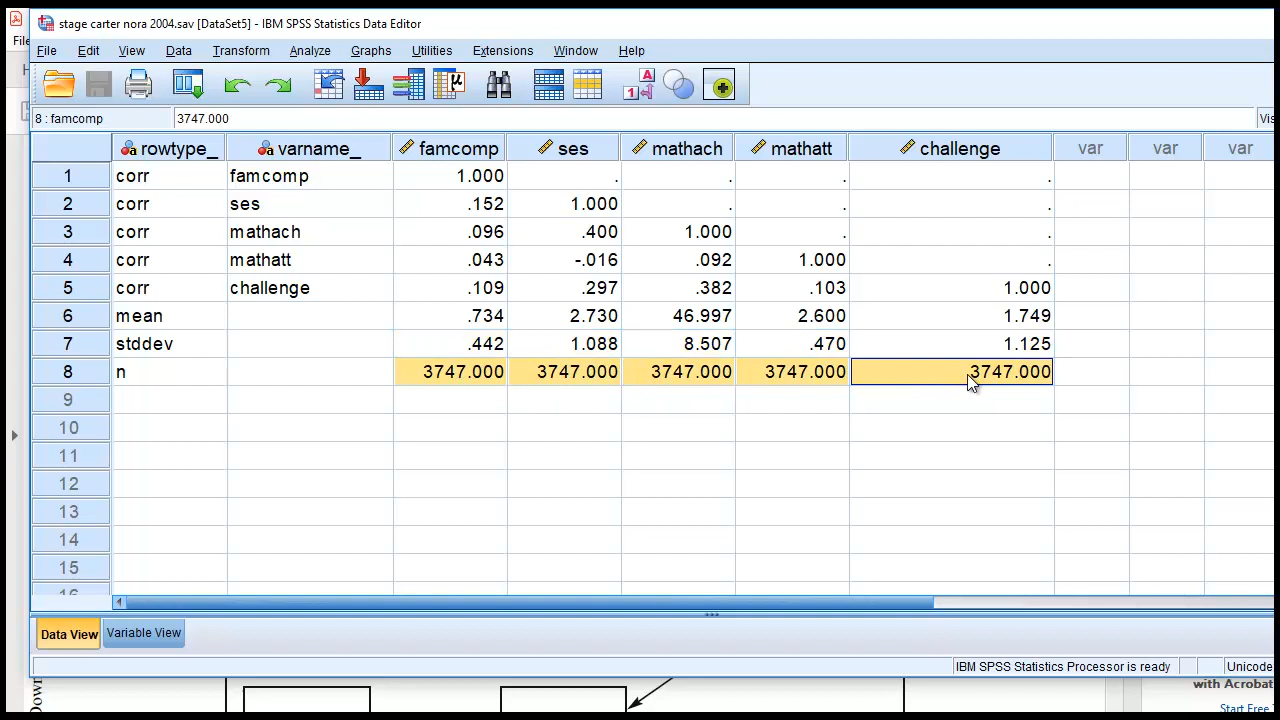 stage carter nora 2004.sav [DataSet5] - IBM SPSS Statistics Data Editor
File
File Edit View Data Transform Analyze Graphs Utilities Extensions Window Help
8 : famcomp 3747.000 Vis
rowtype_ varname_ famcomp ses mathach mathatt challenge var var var
1 corr famcomp 1.000 . . . .
2 corr ses .152 1.000 . . .
3 corr mathach .096 .400 1.000 . .
4 corr mathatt .043 -.016 .092 1.000 .
5 corr challenge .109 .297 .382 .103 1.000
6 mean .734 2.730 46.997 2.600 1.749
7 stddev .442 1.088 8.507 .470 1.125
8 n 3747.000 3747.000 3747.000 3747.000 3747.000
9
10
11
12
13
14
15
16
Data View Variable View
IBM SPSS Statistics Processor is ready Unicode
with Acrobat
Start Free
Down